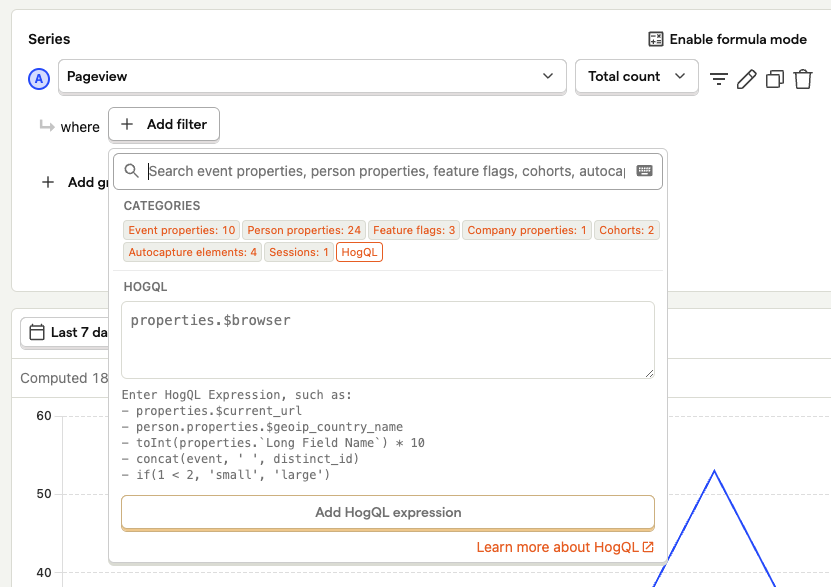 Series
Enable formula mode
A
Pageview
Total count
where
Add filter
Search event properties, person properties, feature flags, cohorts, autocap
Add gr
CATEGORIES
Event properties: 10 Person properties: 24 Feature flags: 3 Company properties: 1 Cohorts: 2
Autocapture elements: 4 Sessions: 1 HogQL
HOGQL
properties.$browser
Last 7 da
Computed 18
Enter HogQL Expression, such as:
- properties.$current_url
- person.properties.$geoip_country_name
- toInt(properties.`Long Field Name`) * 10
- concat(event, ' ', distinct_id)
- if(1 < 2, 'small', 'large')
Add HogQL expression
Learn more about HogQL
60
50
40